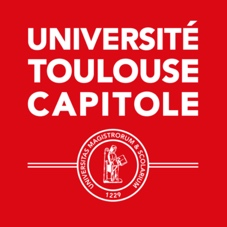 UNIVERSITÉ
TOULOUSE
CAPITOLE
UNIVERSITAS MAGISTRORUM & SCOLARIUM
1229